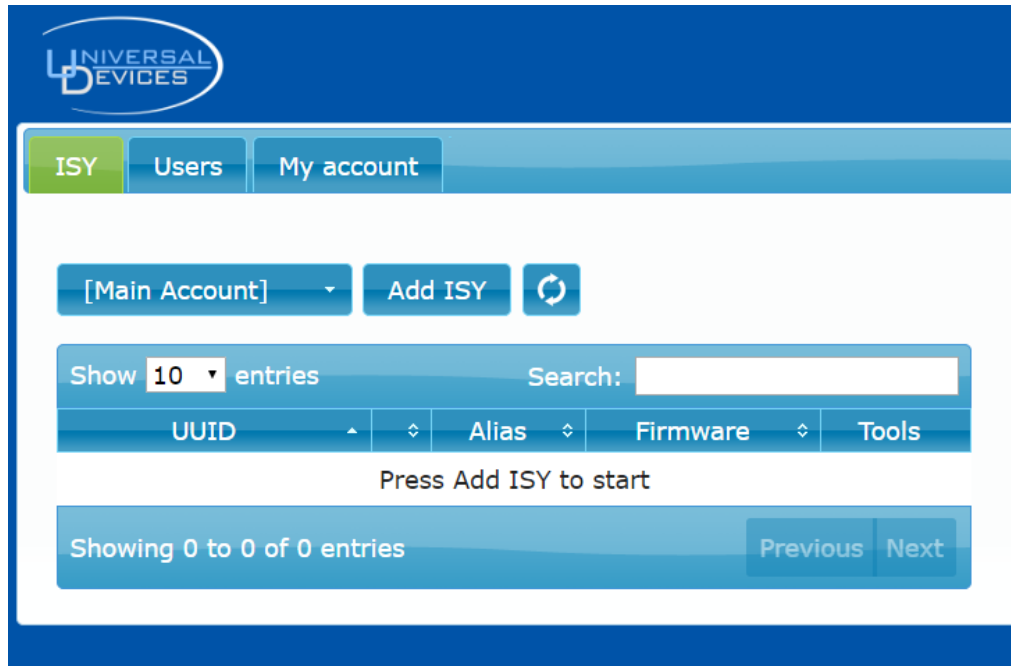 UNIVERSAL
DEVICES
ISY Users My account
[Main Account] Add ISY
Show 10 entries Search:
UUID Alias Firmware Tools
Press Add ISY to start
Showing 0 to 0 of 0 entries Previous Next